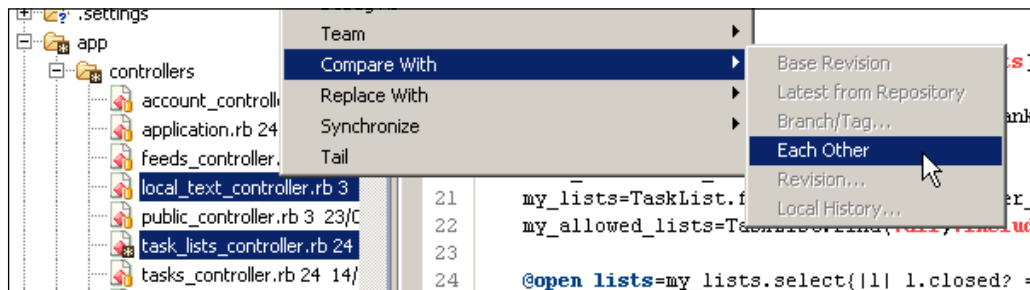 .settings
app
controllers
account_controll
application.rb 24
feeds_controller.
local_text_controller.rb 3
public_controller.rb 3 23/
task_lists_controller.rb 24
tasks_controller.rb 24 14/
Team
Compare With
Replace With
Synchronize
Tail
Base Revision
Latest from Repository
Branch/Tag...
Each Other
Revision...
Local History...
s]
ank
21 my_lists=TaskList.f er_
22 my_allowed_lists=
23
24 @open_lists=my_lists.select{|l| l.closed? =